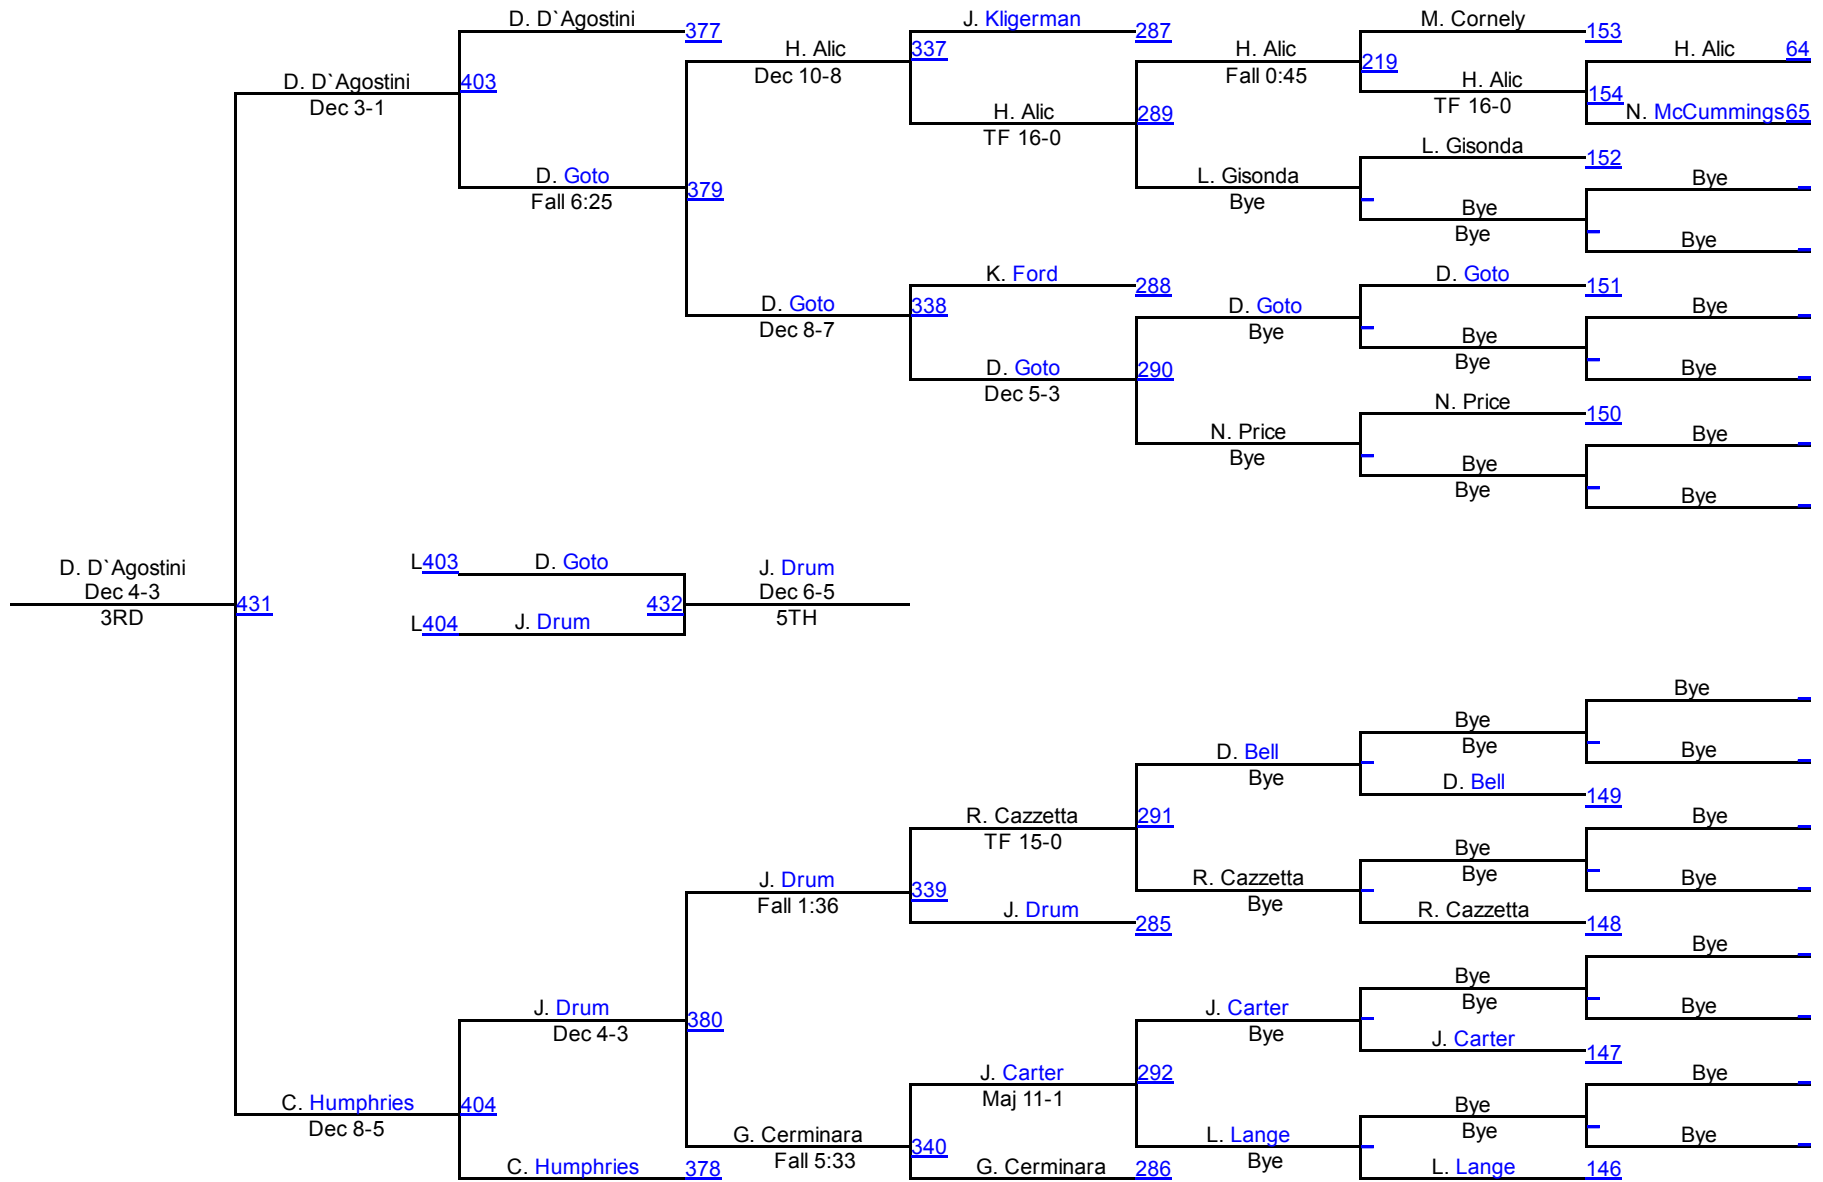 D. D`Agostini 377 J. Kligerman 287 M. Cornely 153
H. Alic 337 H. Alic 219 H. Alic 64
D. D`Agostini 403 Dec 10-8 Fall 0:45 H. Alic 154
Dec 3-1 H. Alic 289 TF 16-0 N. McCummings 65
TF 16-0 L. Gisonda 152
D. Goto 379 L. Gisonda Bye
Fall 6:25 Bye Bye
Bye Bye
K. Ford 288 D. Goto 151
D. Goto 338 D. Goto Bye
Dec 8-7 Bye Bye
D. Goto 290 Bye Bye
Dec 5-3 N. Price 150
N. Price Bye
Bye Bye
Bye Bye
D. D`Agostini L403 D. Goto J. Drum
Dec 4-3 431 432 Dec 6-5
3RD L404 J. Drum 5TH
Bye
Bye
D. Bell Bye Bye
Bye D. Bell 149
R. Cazzetta 291 Bye
TF 15-0 Bye
J. Drum 339 R. Cazzetta Bye Bye
Fall 1:36 J. Drum 285 Bye R. Cazzetta 148
Bye
Bye
J. Drum 380 J. Carter Bye Bye
Dec 4-3 Bye J. Carter 147
J. Carter 292 Bye
C. Humphries 404 Maj 11-1 Bye
Dec 8-5 G. Cerminara 340 L. Lange Bye Bye
C. Humphries 378 Fall 5:33 G. Cerminara 286 Bye L. Lange 146